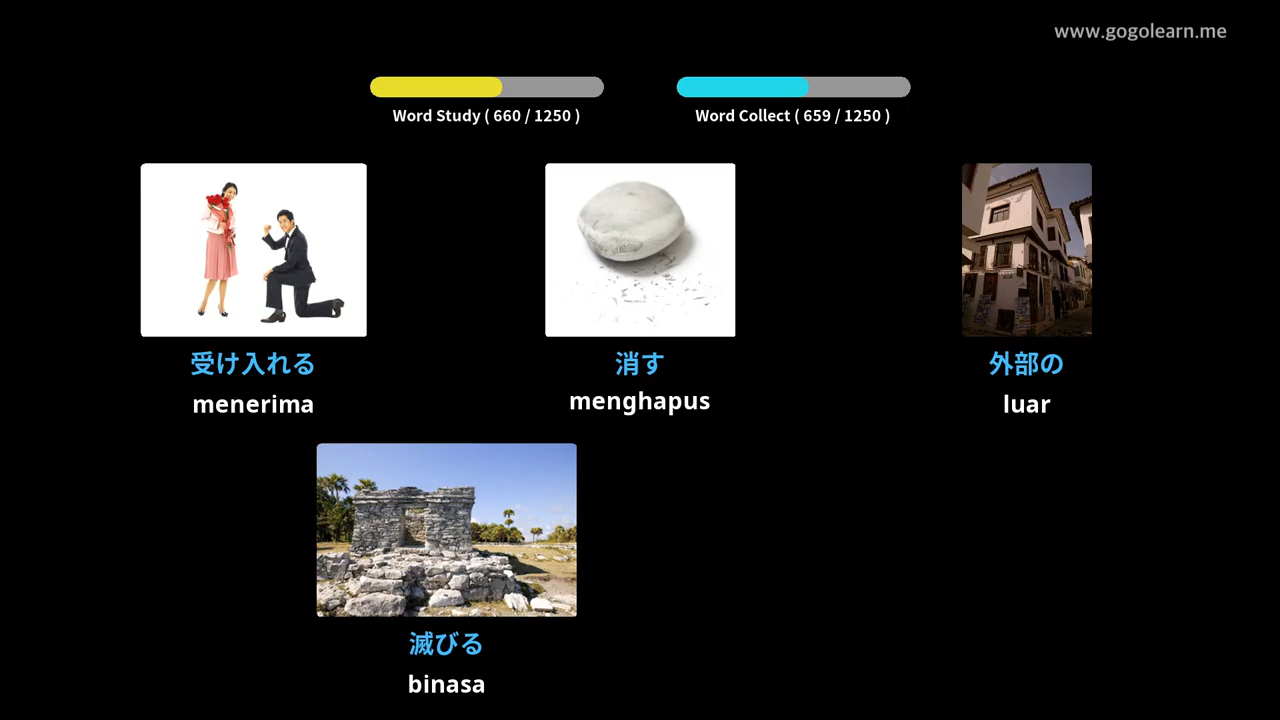 www.gogolearn.me
Word Study ( 660 / 1250 )
Word Collect ( 659 / 1250 )
受け入れる
menerima
消す
menghapus
外部の
luar
滅びる
binasa